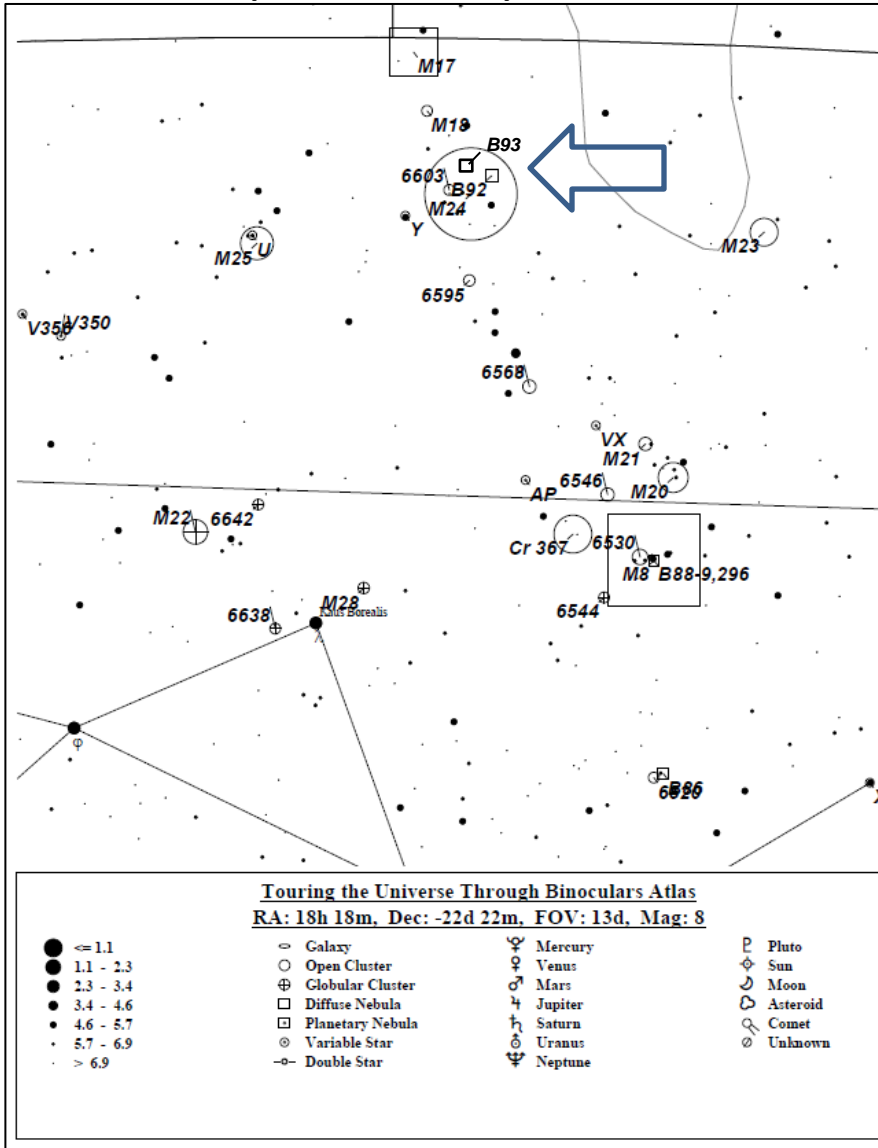 M17
M18
B93
6603
B92
M24
Y
M23
U
M25
6595
V356
V350
6568
VX
M21
6546
M20
AP
M22
6642
Cr 367
6530
M8
B88-9,296
M28
6544
Kaus Borealis
6638
λ
φ
B86
6520
X
Touring the Universe Through Binoculars Atlas
RA: 18h 18m, Dec: -22d 22m, FOV: 13d, Mag: 8
<= 1.1
1.1 - 2.3
2.3 - 3.4
3.4 - 4.6
4.6 - 5.7
5.7 - 6.9
> 6.9
Galaxy
Open Cluster
Globular Cluster
Diffuse Nebula
Planetary Nebula
Variable Star
Double Star
Mercury
Venus
Mars
Jupiter
Saturn
Uranus
Neptune
Pluto
Sun
Moon
Asteroid
Comet
Unknown